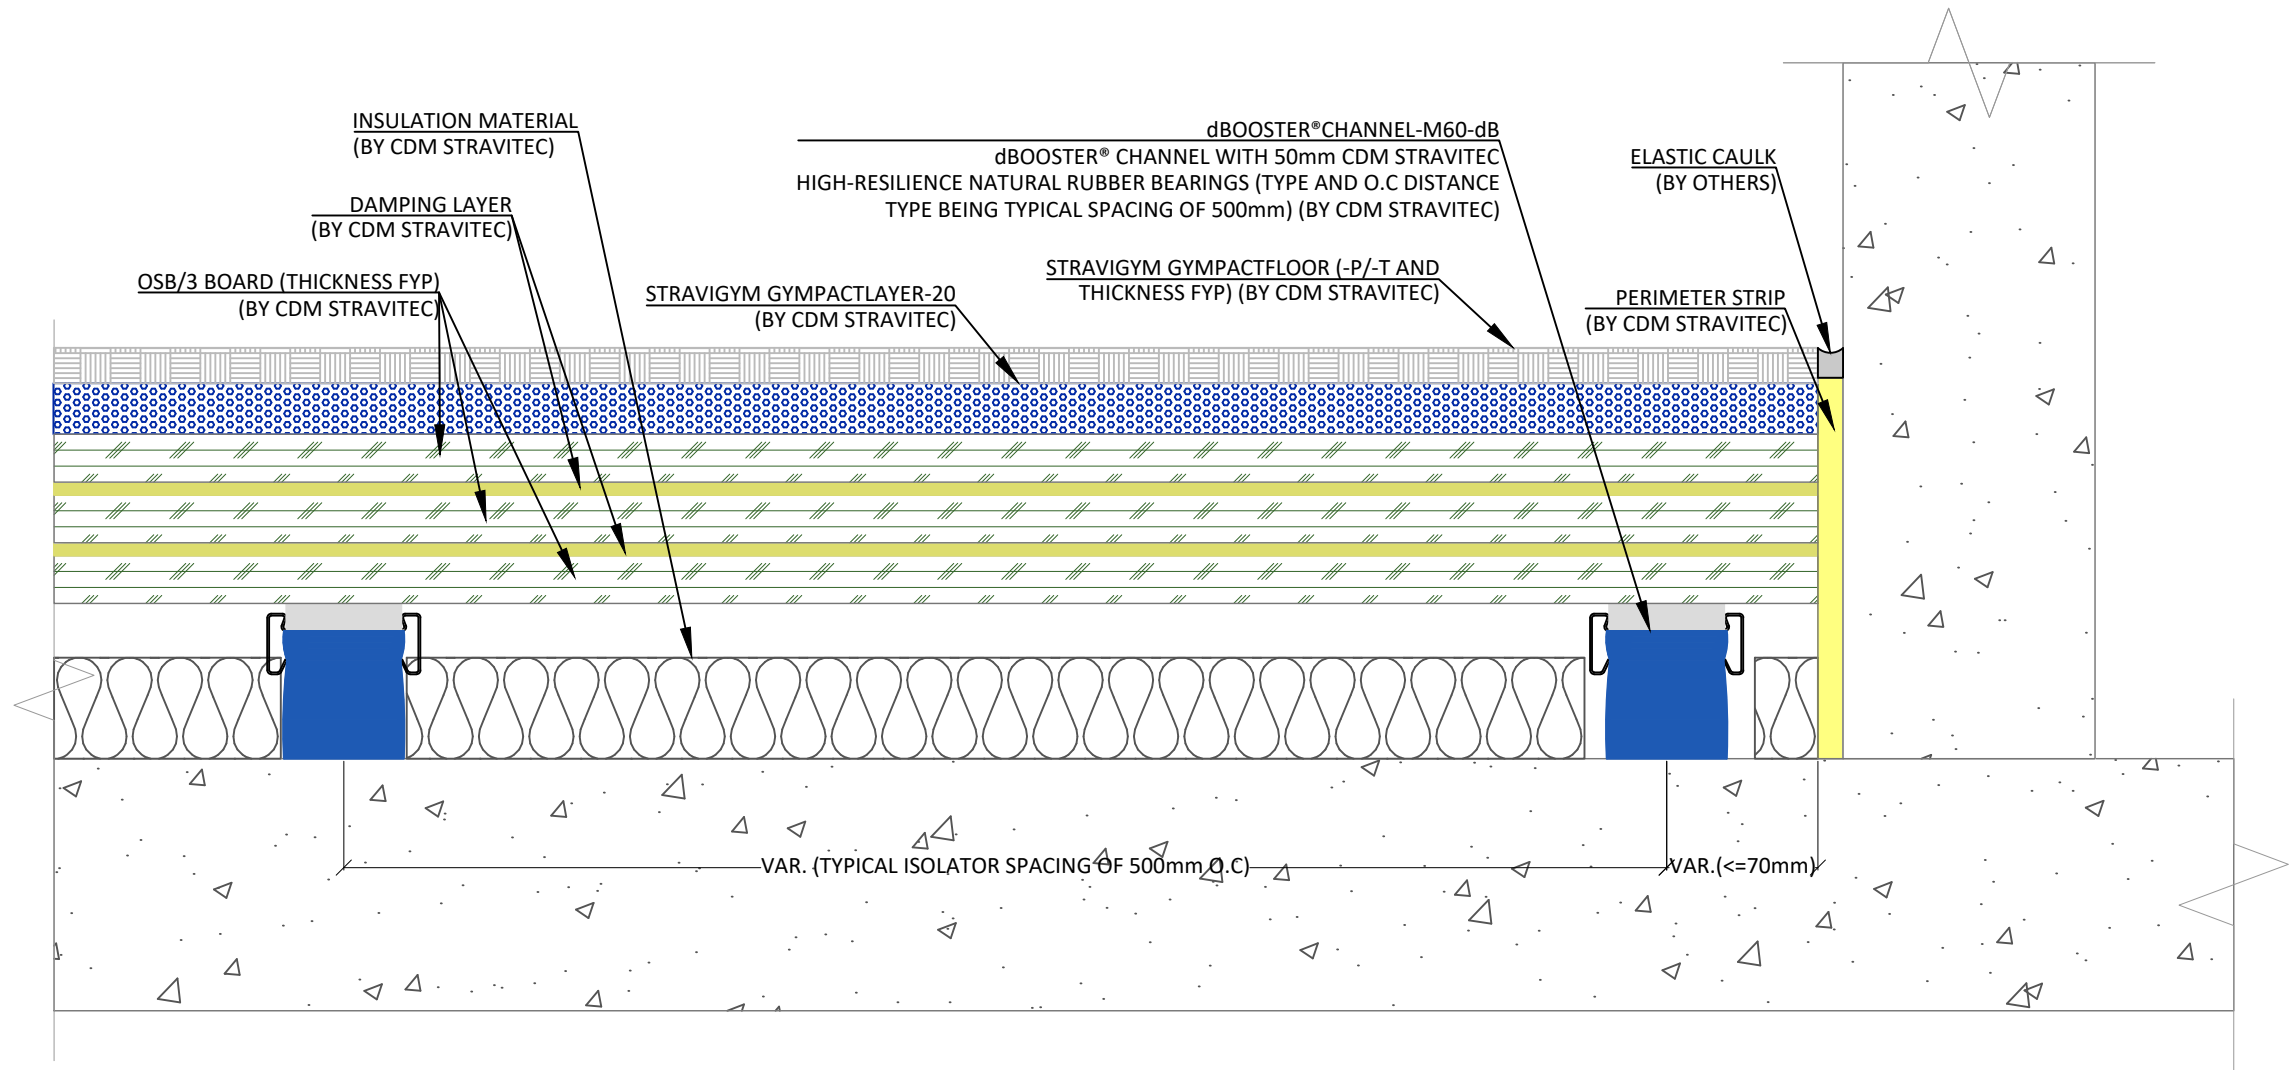 INSULATION MATERIAL
(BY CDM STRAVITEC)
DAMPING LAYER
(BY CDM STRAVITEC)
OSB/3 BOARD (THICKNESS FYP)
(BY CDM STRAVITEC)
STRAVIGYM GYMPACTLAYER-20
(BY CDM STRAVITEC)
dBOOSTER®CHANNEL-M60-dB
dBOOSTER® CHANNEL WITH 50mm CDM STRAVITEC
HIGH-RESILIENCE NATURAL RUBBER BEARINGS (TYPE AND O.C DISTANCE
TYPE BEING TYPICAL SPACING OF 500mm) (BY CDM STRAVITEC)
STRAVIGYM GYMPACTFLOOR (-P/-T AND
THICKNESS FYP) (BY CDM STRAVITEC)
ELASTIC CAULK
(BY OTHERS)
PERIMETER STRIP
(BY CDM STRAVITEC)
VAR. (TYPICAL ISOLATOR SPACING OF 500mm O.C)
VAR.(<=70mm)